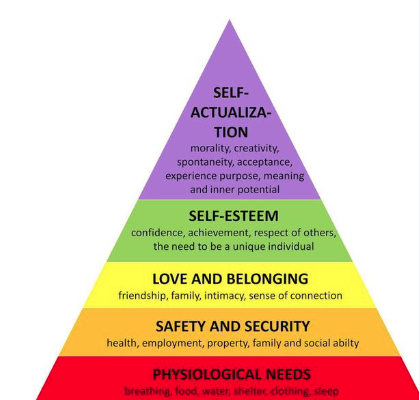 SELF-
ACTUALIZA-
TION
morality, creativity,
spontaneity, acceptance,
experience purpose, meaning
and inner potential
SELF-ESTEEM
confidence, achievement, respect of others,
the need to be a unique individual
LOVE AND BELONGING
friendship, family, intimacy, sense of connection
SAFETY AND SECURITY
health, employment, property, family and social abilty
PHYSIOLOGICAL NEEDS
breathing, food, water, shelter, clothing, sleep